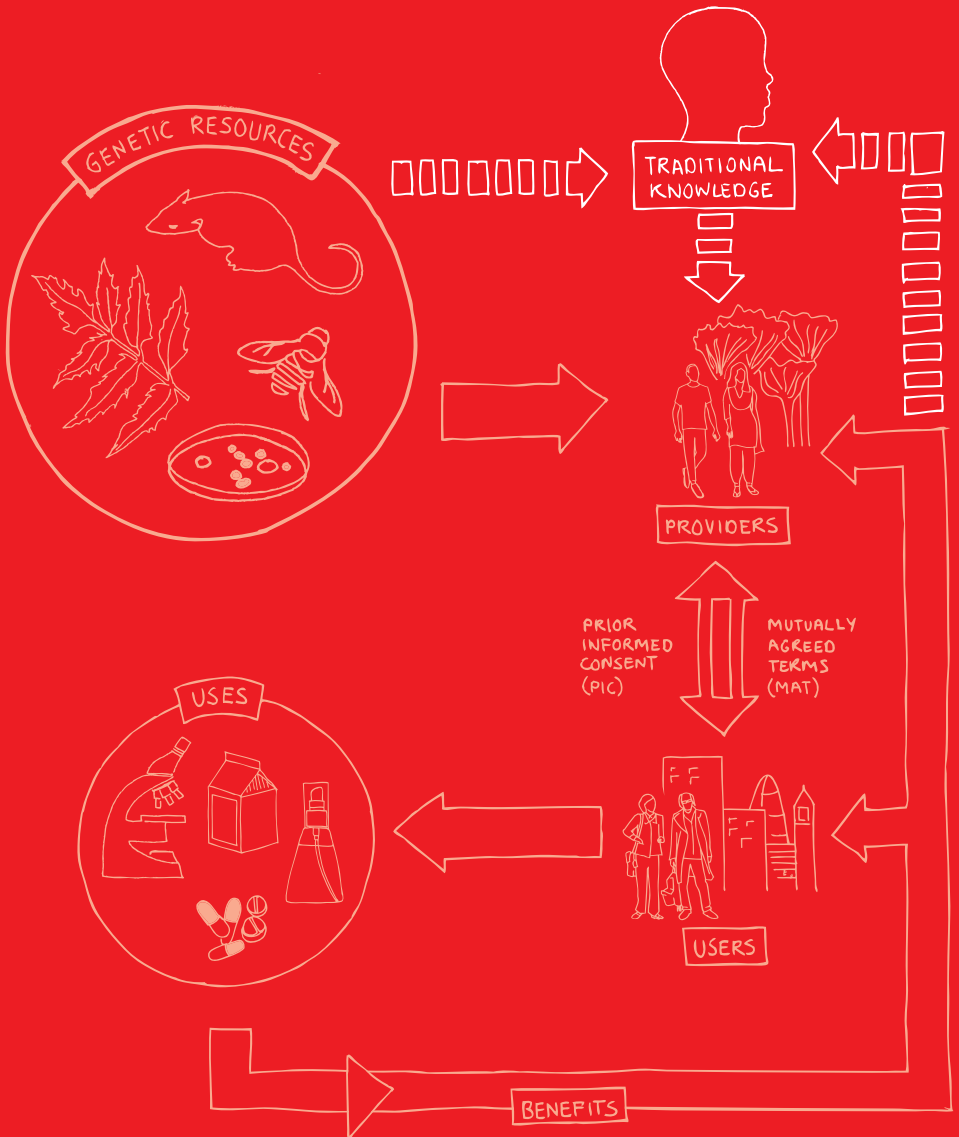 GENETIC RESOURCES
TRADITIONAL
KNOWLEDGE
PROVIDERS
PRIOR
INFORMED
CONSENT
(PIC)
MUTUALLY
AGREED
TERMS
(MAT)
USES
USERS
BENEFITS